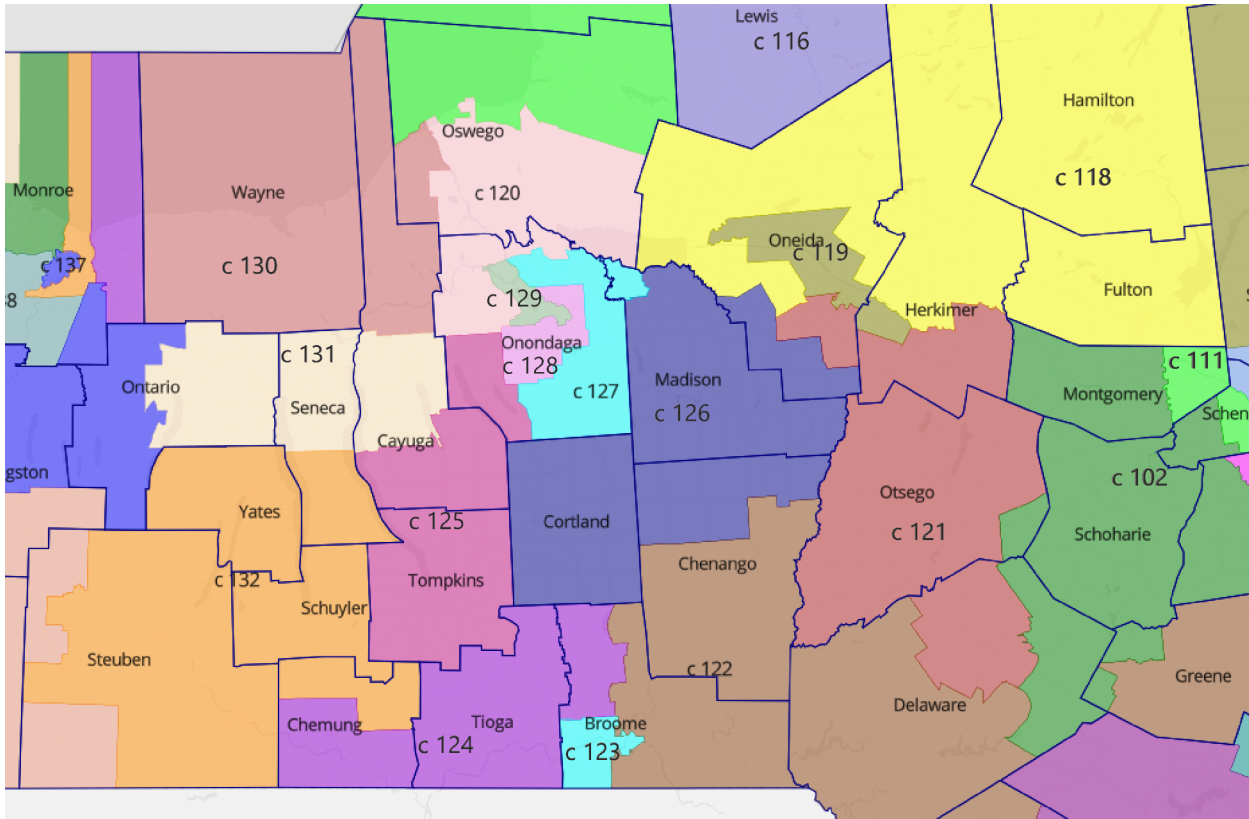 Lewis
c 116
Hamilton
Oswego
c 118
Monroe
Wayne
c 120
Oneida
c 119
c 137
c 130
Fulton
c 129
Herkimer
Onondaga
c 131
c 128
c 111
Ontario
Seneca
c 127
Madison
c 126
Montgomery
Schen
Cayuga
gston
c 102
Otsego
Yates
c 125
Cortland
c 121
Schoharie
Chenango
c 132
Tompkins
Schuyler
Steuben
c 122
Greene
Delaware
Chemung
Tioga
Broome
c 124
c 123